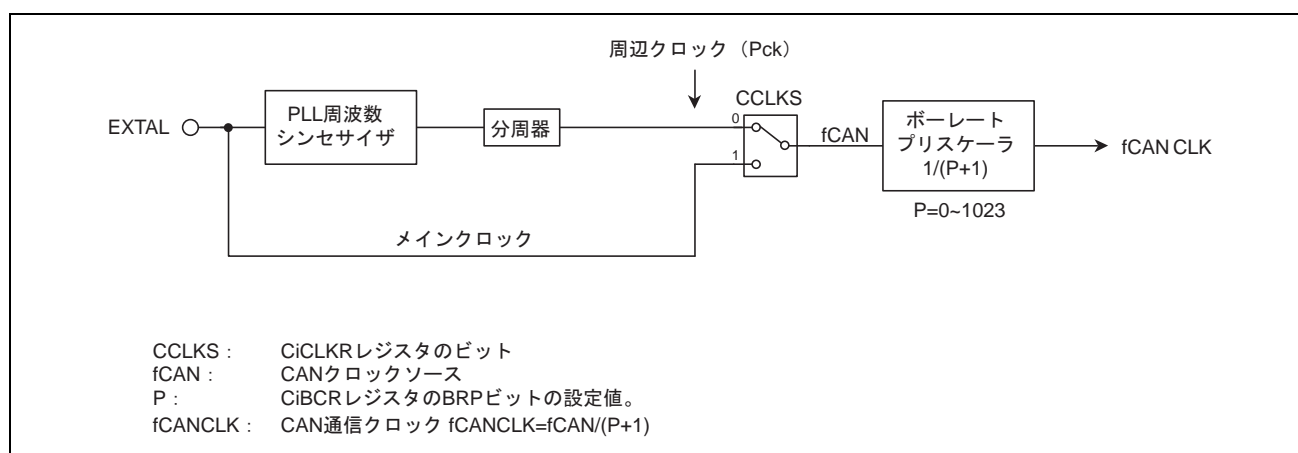 周辺クロック（Pck）
CCLKS
EXTAL
PLL周波数
シンセサイザ
分周器
0
1
fCAN
ボーレート
プリスケーラ
1/(P+1)
fCAN CLK
P=0~1023
メインクロック
CCLKS : CiCLKRレジスタのビット
fCAN : CANクロックソース
P : CiBCRレジスタのBRPビットの設定値。
fCANCLK : CAN通信クロック fCANCLK=fCAN/(P+1)